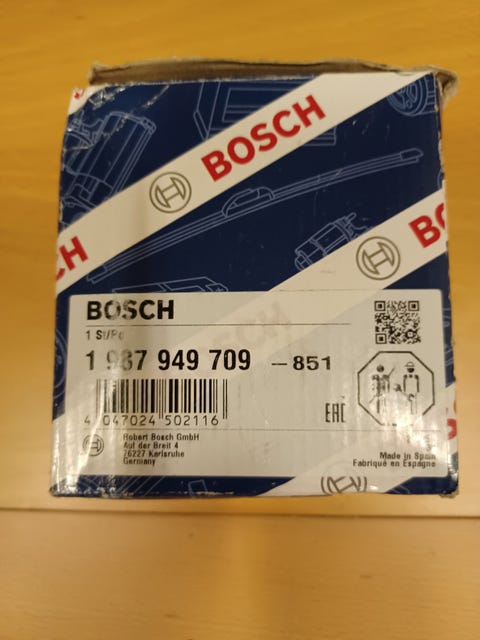 BOSCH
BOSCH
BOSCH
1 St/Pc
1 987 949 709 -851
4 047024 502116
EAC
Robert Bosch GmbH
Auf der Breit 4
76227 Karlsruhe
Germany
Made in Spain
Fabriqué en Espagne